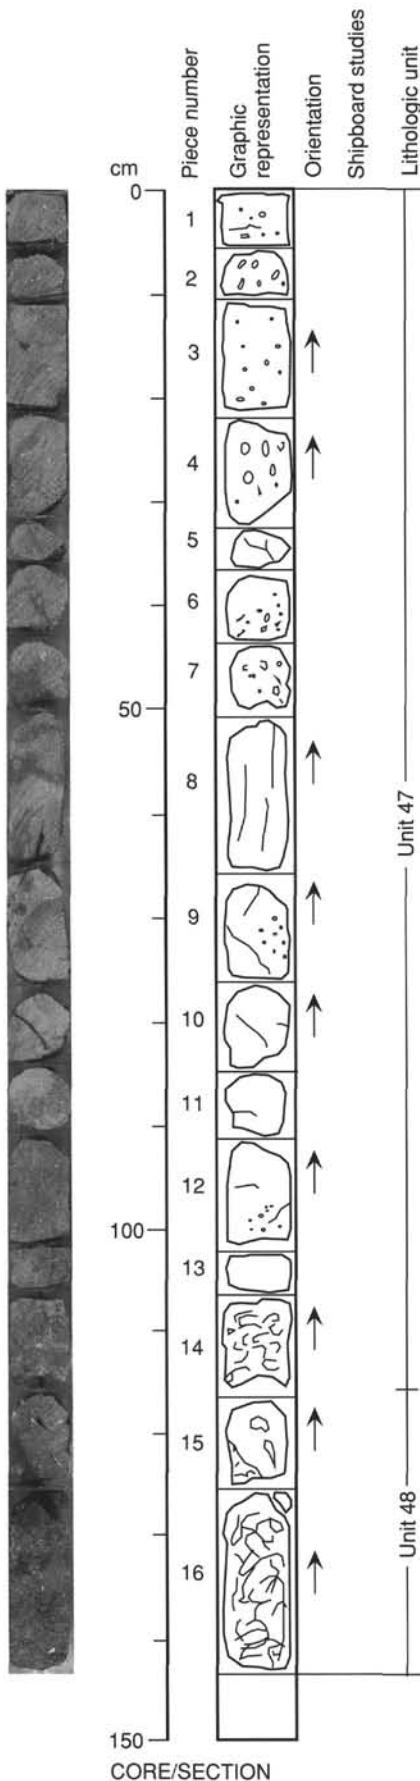 cm
Piece number
Graphic
representation
Orientation
Shipboard studies
Lithologic unit
0
1
2
3
4
5
6
7
50
8
Unit 47
9
10
11
12
100
13
14
15
Unit 48
16
150
CORE/SECTION